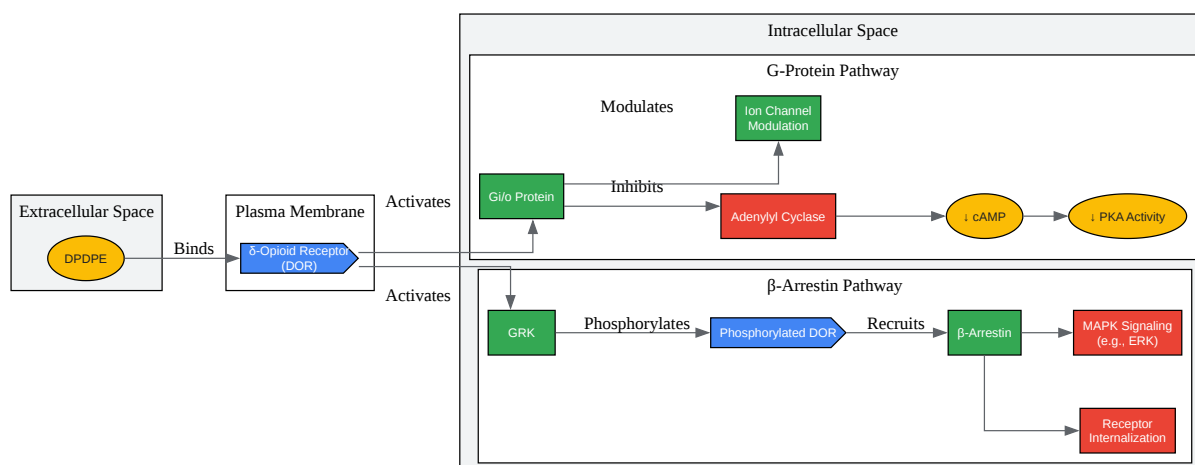 Intracellular Space
G-Protein Pathway
Modulates
Ion Channel
Modulation
Gi/o Protein
Inhibits
Adenylyl Cyclase
↓ cAMP
↓ PKA Activity
Extracellular Space
DPDPE
Binds
Plasma Membrane
δ-Opioid Receptor
(DOR)
Activates
Activates
β-Arrestin Pathway
GRK
Phosphorylates
Phosphorylated DOR
Recruits
β-Arrestin
MAPK Signaling
(e.g., ERK)
Receptor
Internalization